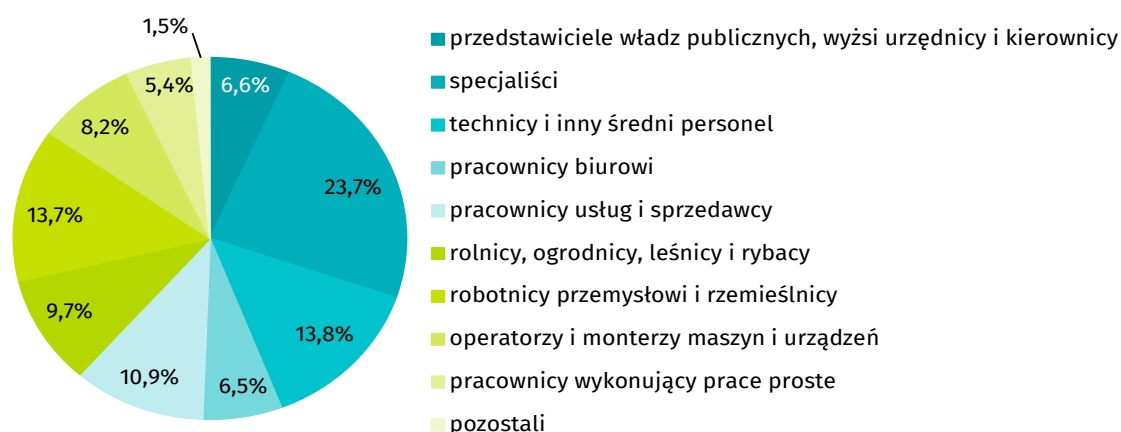 1,5%
5,4%
6,6%
8,2%
23,7%
13,7%
9,7%
13,8%
10,9%
6,5%
przedstawiciele władz publicznych, wyżsi urzędnicy i kierownicy
specjaliści
technicy i inny średni personel
pracownicy biurowi
pracownicy usług i sprzedawcy
rolnicy, ogrodnicy, leśnicy i rybacy
robotnicy przemysłowi i rzemieślnicy
operatorzy i monterzy maszyn i urządzeń
pracownicy wykonujący prace proste
pozostali